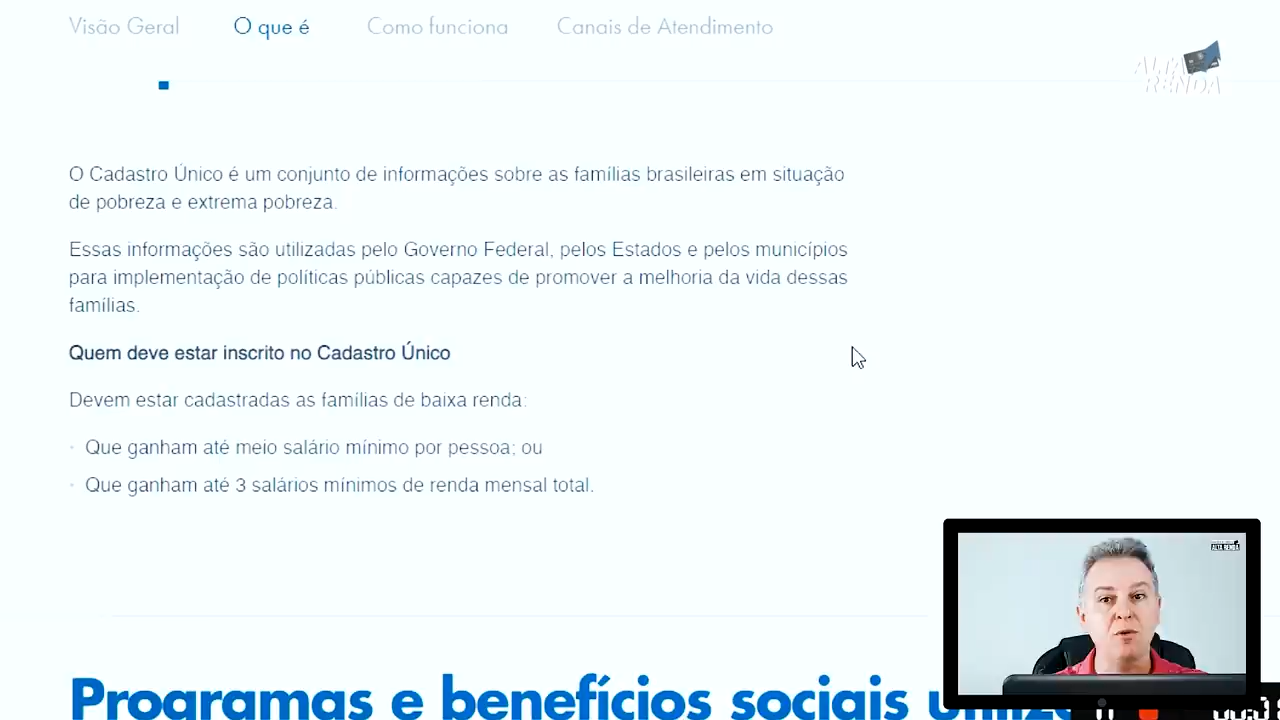 Visão Geral O que é Como funciona Canais de Atendimento
ALTA
RENDA
O Cadastro Único é um conjunto de informações sobre as famílias brasileiras em situação
de pobreza e extrema pobreza.
Essas informações são utilizadas pelo Governo Federal, pelos Estados e pelos municípios
para implementação de políticas públicas capazes de promover a melhoria da vida dessas
famílias.
Quem deve estar inscrito no Cadastro Único
Devem estar cadastradas as famílias de baixa renda:
· Que ganham até meio salário mínimo por pessoa; ou
· Que ganham até 3 salários mínimos de renda mensal total.
ALTA RENDA
Programas e benefícios sociais